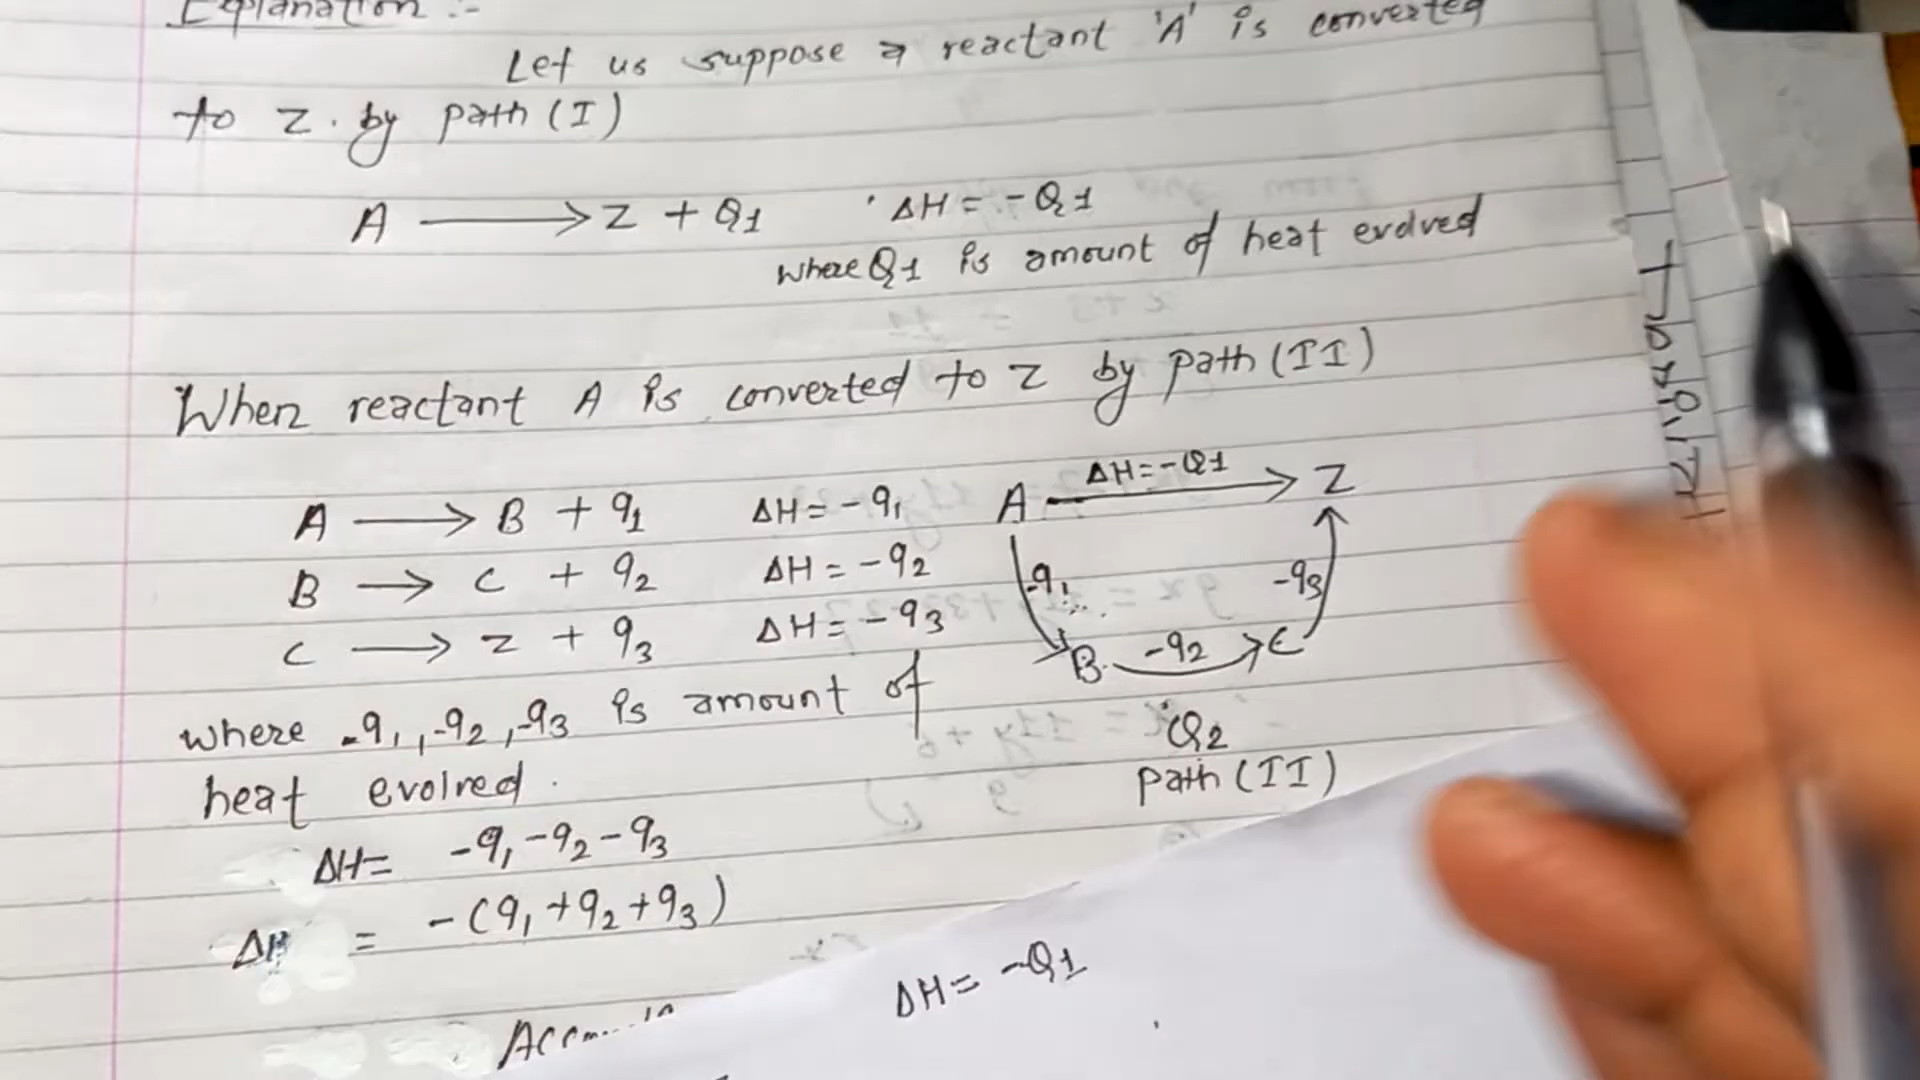 Explanation :-
Let us suppose a reactant 'A' is converted
to Z. by path (I)
A ⟶ Z + Q1 ΔH = -Q1
where Q1 is amount of heat evolved
When reactant A is converted to Z by path (II)
A ⟶ B + q1 ΔH = -q1
B ⟶ C + q2 ΔH = -q2
C ⟶ Z + q3 ΔH = -q3
where -q1, -q2, -q3 is amount of
heat evolved.
ΔH = -q1 - q2 - q3
ΔH = -(q1 + q2 + q3)
A ΔH = -Q1 Z
-q1 -q3
B -q2 C
Q2
path (II)
ΔH = -Q1